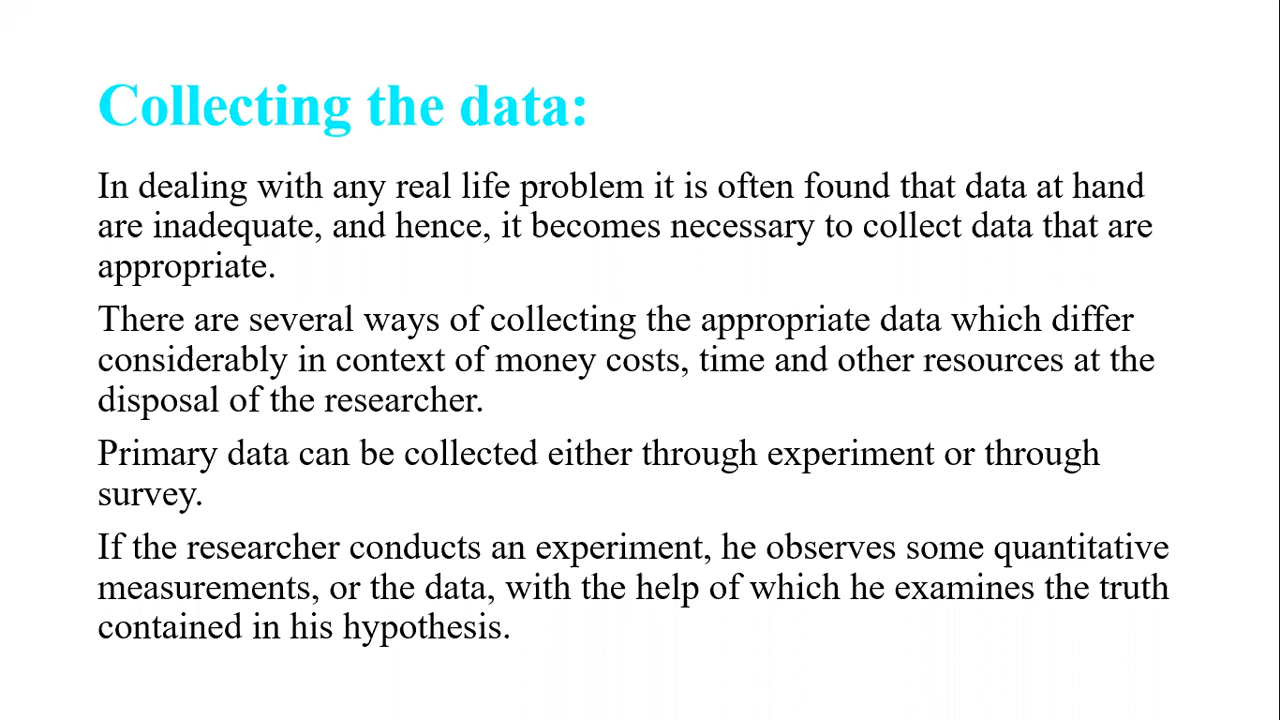 Collecting the data:
In dealing with any real life problem it is often found that data at hand
are inadequate, and hence, it becomes necessary to collect data that are
appropriate.
There are several ways of collecting the appropriate data which differ
considerably in context of money costs, time and other resources at the
disposal of the researcher.
Primary data can be collected either through experiment or through
survey.
If the researcher conducts an experiment, he observes some quantitative
measurements, or the data, with the help of which he examines the truth
contained in his hypothesis.